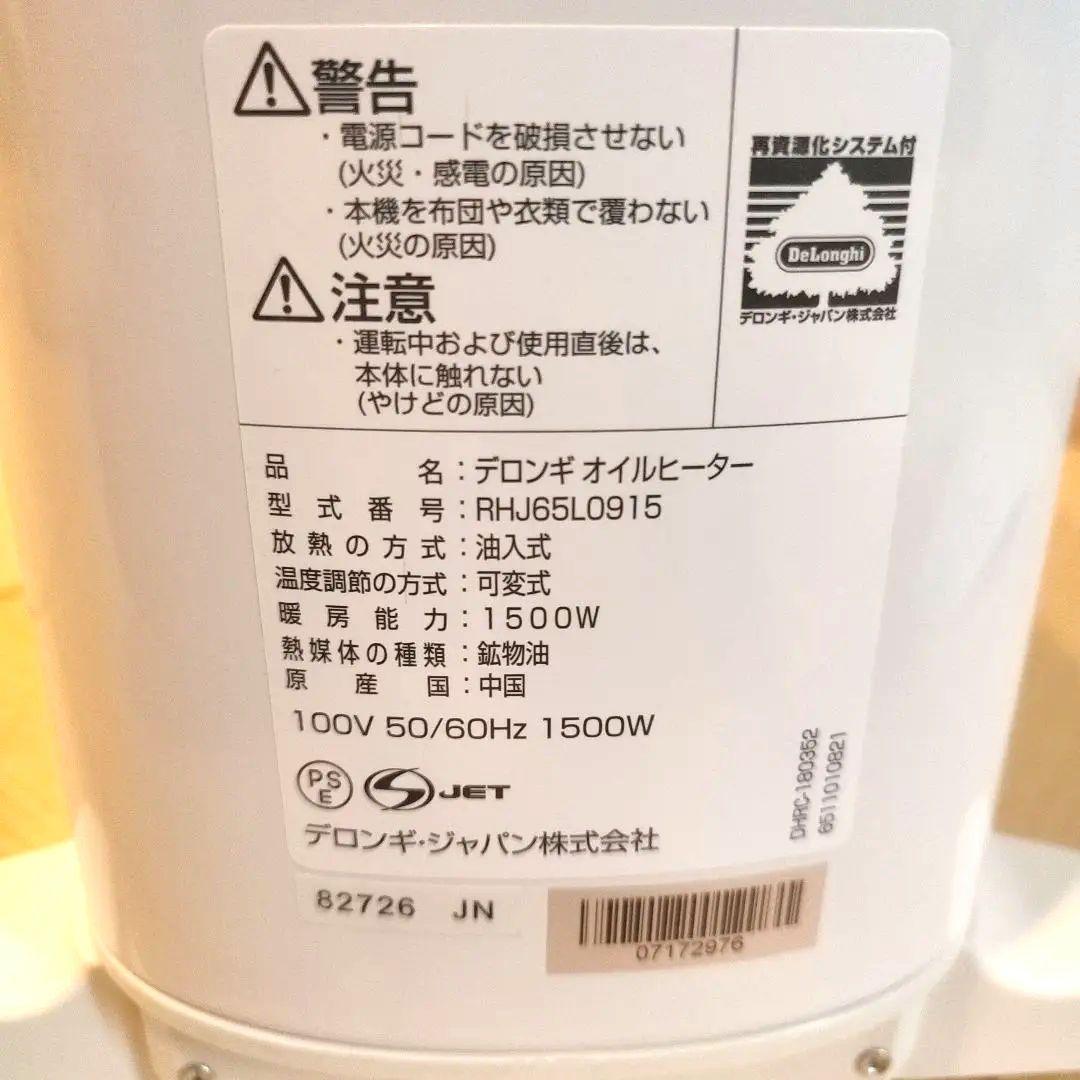 警告
・電源コードを破損させない
(火災・感電の原因)
・本機を布団や衣類で覆わない
(火災の原因)
注意
・運転中および使用直後は、
本体に触れない
(やけどの原因)
再資源化システム付
DeLonghi
デロンギ・ジャパン株式会社
品名：デロンギ オイルヒーター
型式番号：RHJ65L0915
放熱の方式：油入式
温度調節の方式：可変式
暖房能力：1500W
熱媒体の種類：鉱物油
原産国：中国
100V 50/60Hz 1500W
PSE JET
デロンギ・ジャパン株式会社
DHRC-180352
6511010821
82726 JN
07172976